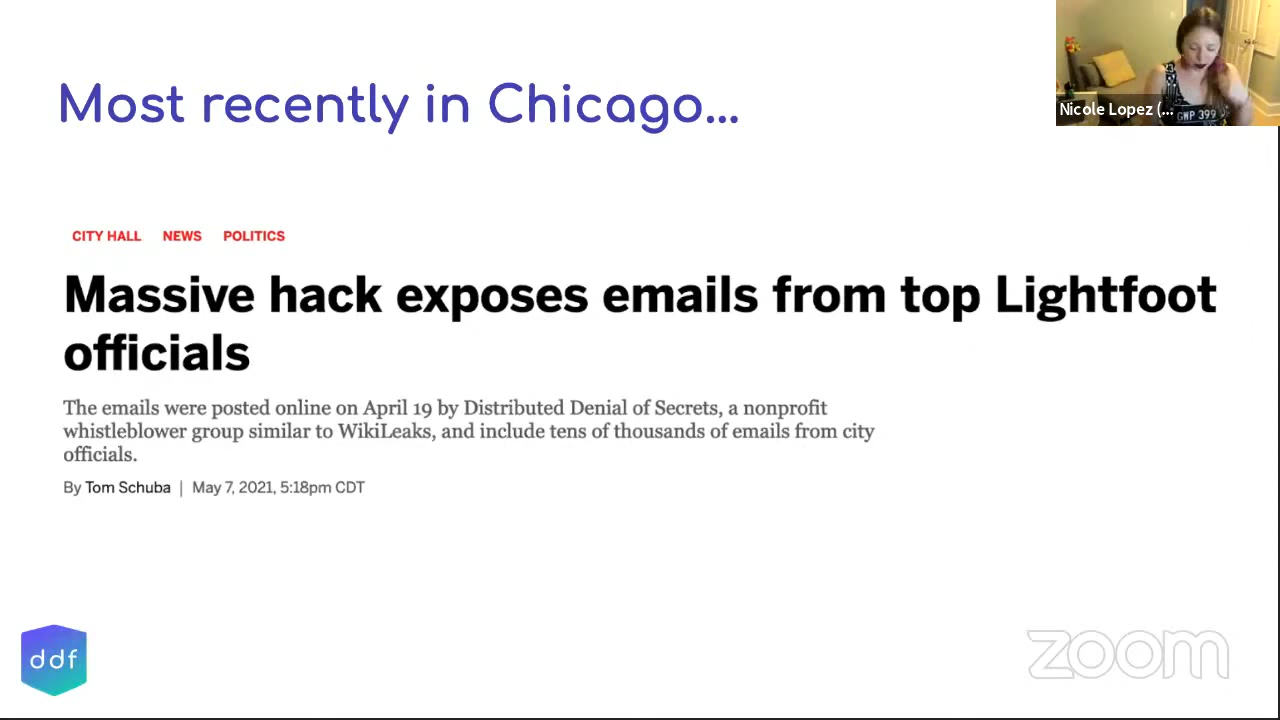 Most recently in Chicago...
Nicole Lopez (...
GWP 399
CITY HALL NEWS POLITICS
Massive hack exposes emails from top Lightfoot
officials
The emails were posted online on April 19 by Distributed Denial of Secrets, a nonprofit
whistleblower group similar to WikiLeaks, and include tens of thousands of emails from city
officials.
By Tom Schuba | May 7, 2021, 5:18pm CDT
ddf
zoom